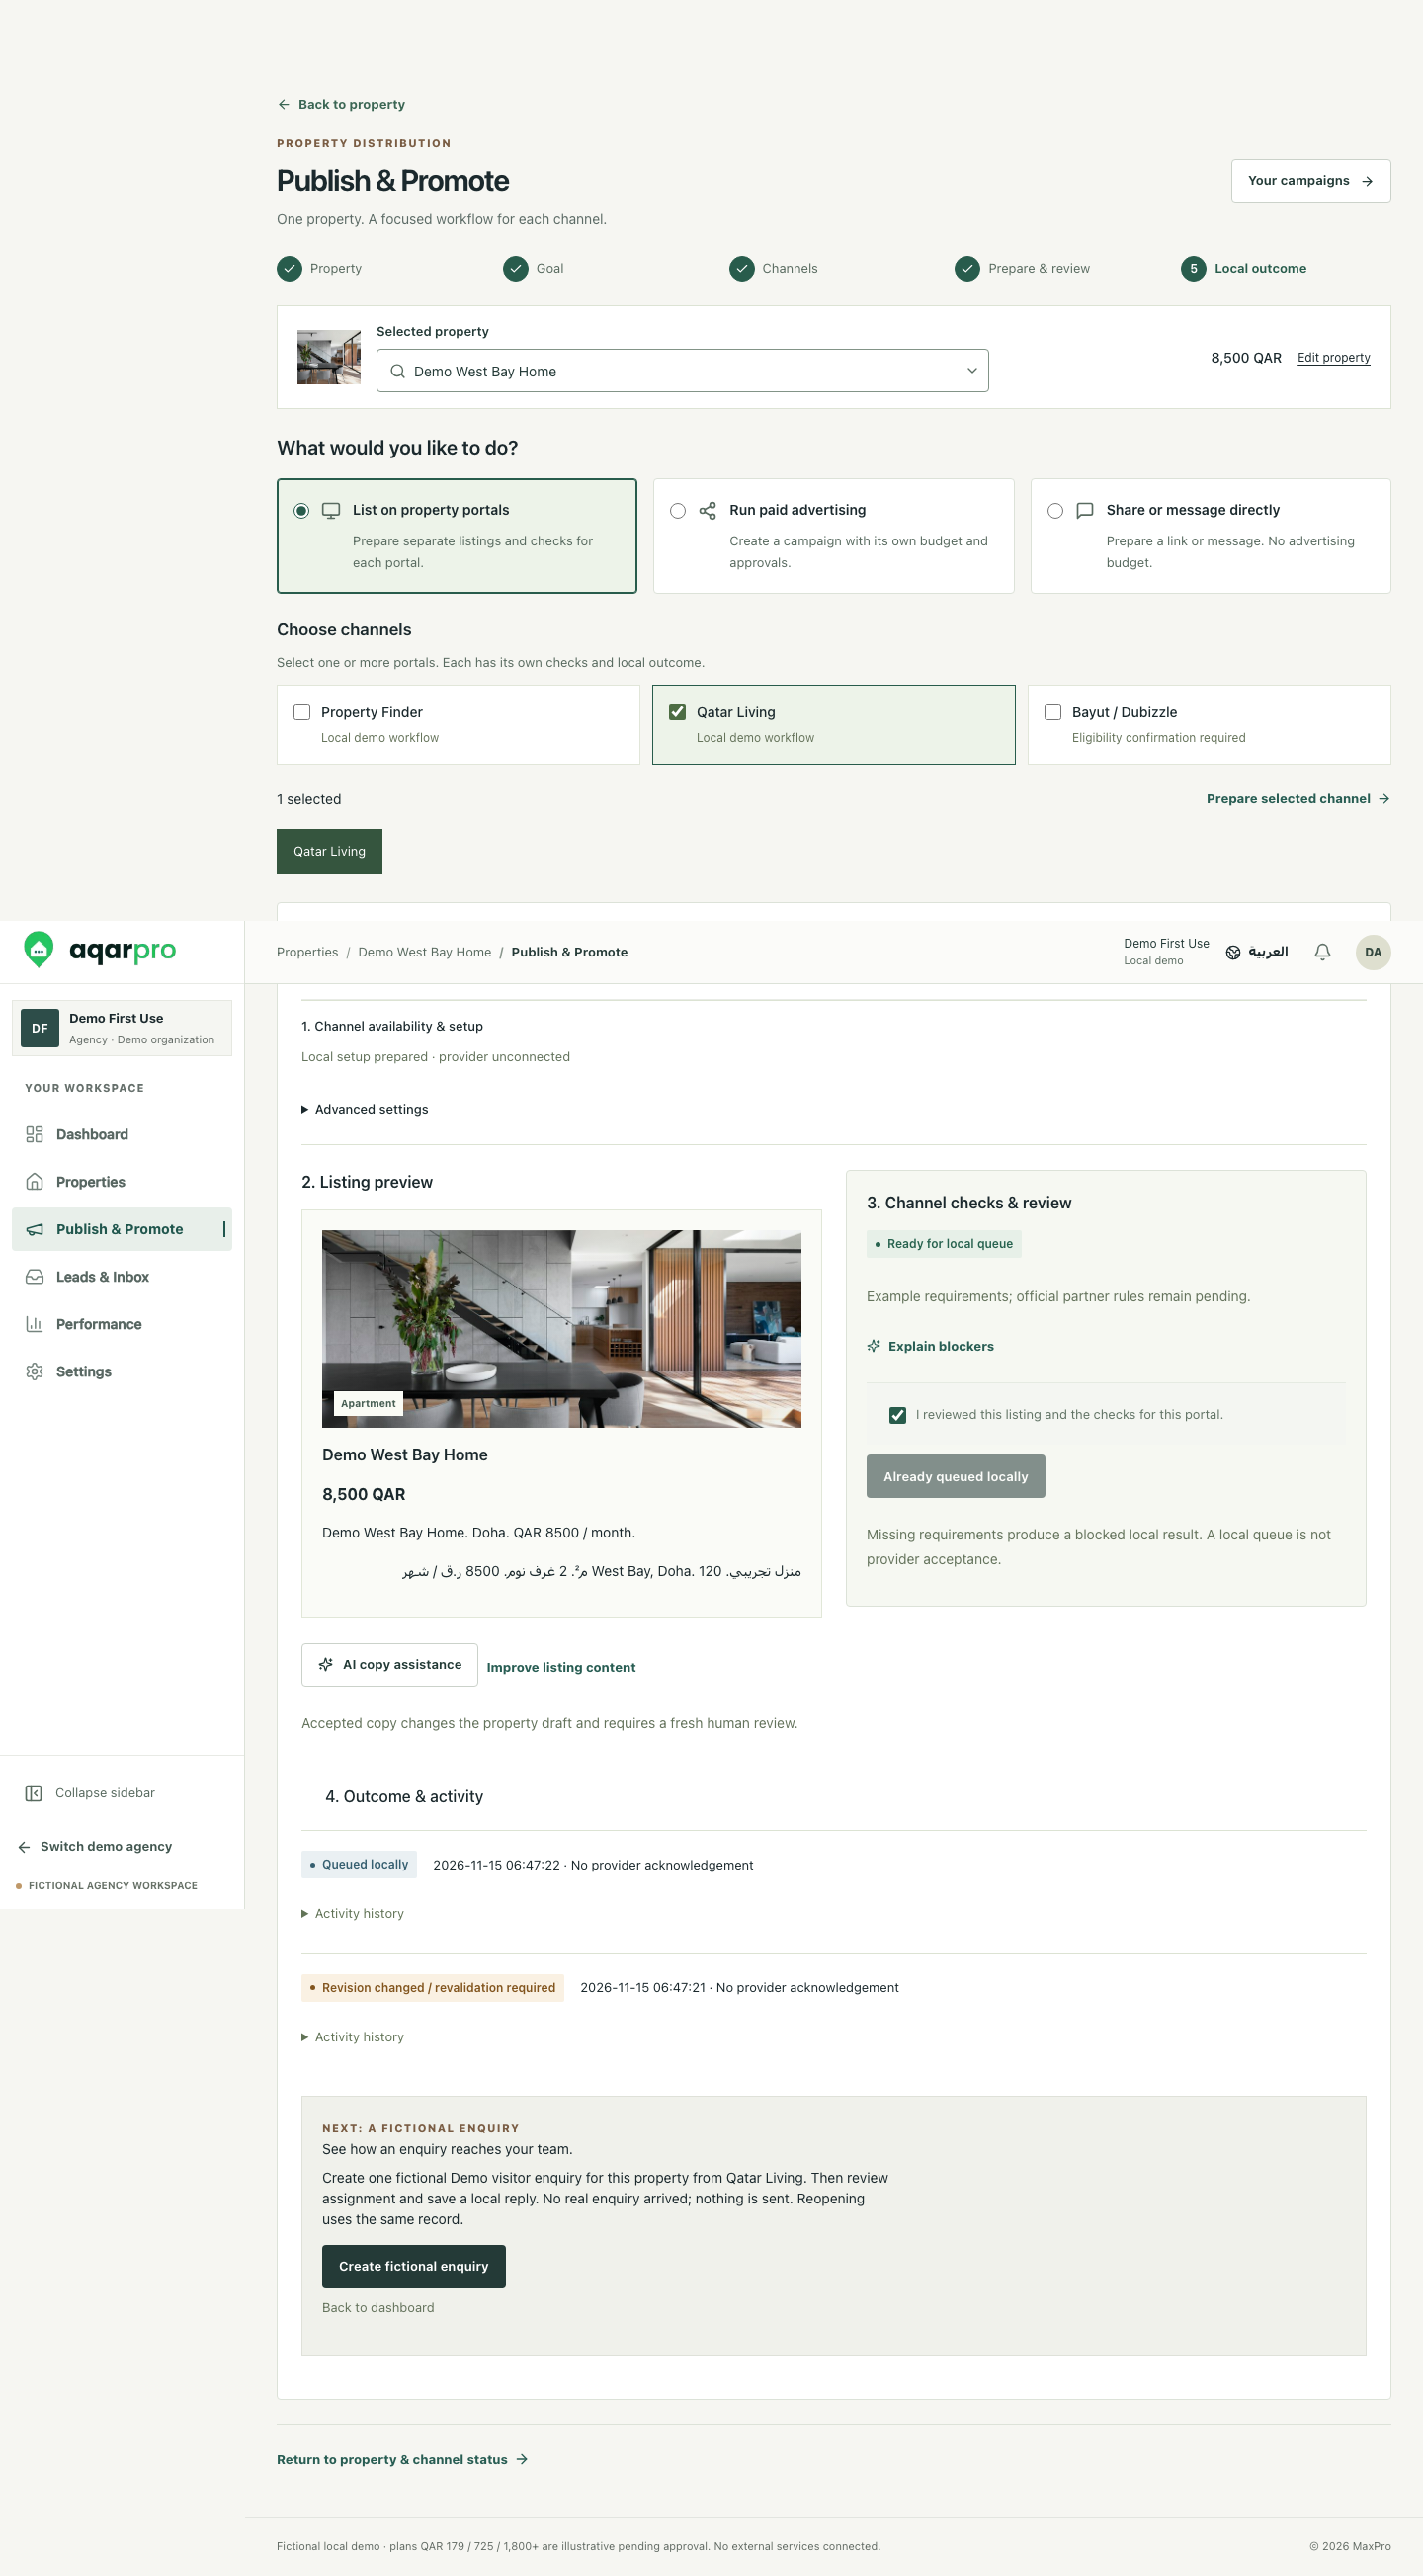 Back to property
PROPERTY DISTRIBUTION
Publish & Promote
Your campaigns
One property. A focused workflow for each channel.
Property
Goal
Channels
Prepare & review
5 Local outcome
Selected property
Demo West Bay Home
8,500 QAR Edit property
What would you like to do?
List on property portals
Prepare separate listings and checks for
each portal.
Run paid advertising
Create a campaign with its own budget and
approvals.
Share or message directly
Prepare a link or message. No advertising
budget.
Choose channels
Select one or more portals. Each has its own checks and local outcome.
Property Finder
Local demo workflow
Qatar Living
Local demo workflow
Bayut / Dubizzle
Eligibility confirmation required
1 selected
Prepare selected channel
Qatar Living
aqarpro
Properties / Demo West Bay Home / Publish & Promote
Demo First Use
Local demo
العربية
DA
DF
Demo First Use
Agency · Demo organization
YOUR WORKSPACE
Dashboard
Properties
Publish & Promote
Leads & Inbox
Performance
Settings
Collapse sidebar
Switch demo agency
FICTIONAL AGENCY WORKSPACE
1. Channel availability & setup
Local setup prepared · provider unconnected
Advanced settings
2. Listing preview
Apartment
Demo West Bay Home
8,500 QAR
Demo West Bay Home. Doha. QAR 8500 / month.
منزل تجريبي. West Bay, Doha. 120 م². 2 غرف نوم. 8500 ر.ق / شهر
3. Channel checks & review
Ready for local queue
Example requirements; official partner rules remain pending.
Explain blockers
I reviewed this listing and the checks for this portal.
Already queued locally
Missing requirements produce a blocked local result. A local queue is not
provider acceptance.
AI copy assistance
Improve listing content
Accepted copy changes the property draft and requires a fresh human review.
4. Outcome & activity
Queued locally 2026-11-15 06:47:22 · No provider acknowledgement
Activity history
Revision changed / revalidation required 2026-11-15 06:47:21 · No provider acknowledgement
Activity history
NEXT: A FICTIONAL ENQUIRY
See how an enquiry reaches your team.
Create one fictional Demo visitor enquiry for this property from Qatar Living. Then review
assignment and save a local reply. No real enquiry arrived; nothing is sent. Reopening
uses the same record.
Create fictional enquiry
Back to dashboard
Return to property & channel status
Fictional local demo · plans QAR 179 / 725 / 1,800+ are illustrative pending approval. No external services connected.
© 2026 MaxPro